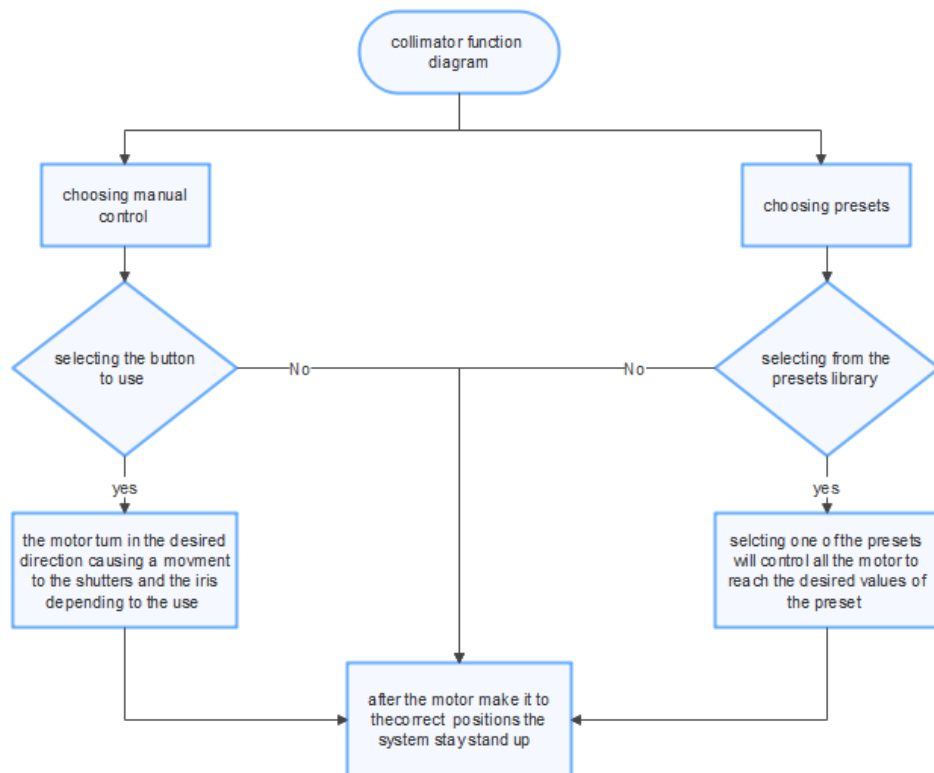 collimator function
diagram
choosing manual
control
choosing presets
selecting the button
to use
No
No
selecting from the
presets library
yes
yes
the motor turn in the desired
direction causing a movment
to the shutters and the iris
depending to the use
selcting one of the presets
will control all the motor to
reach the desired values of
the preset
after the motor make it to
thecorrect positions the
system stay stand up